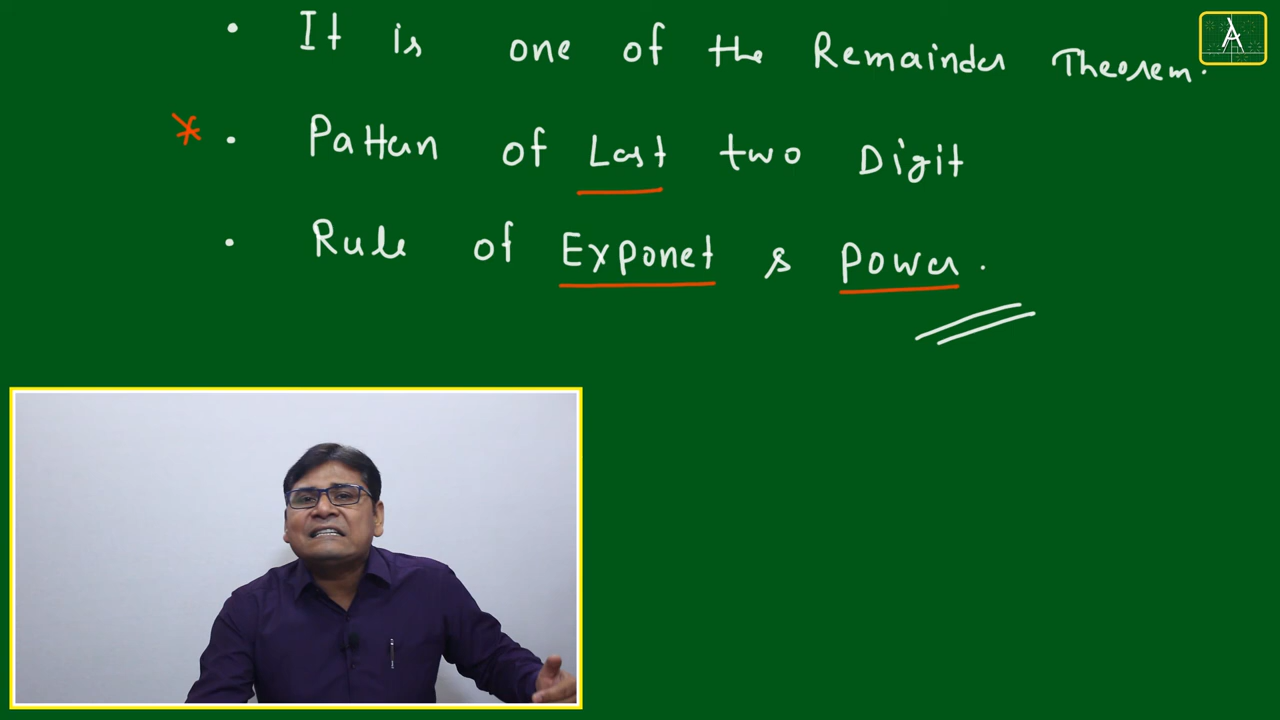 • It is one of the Remainder Theorem.
* • Pattern of Last two Digit
• Rule of Exponet & Power.
A